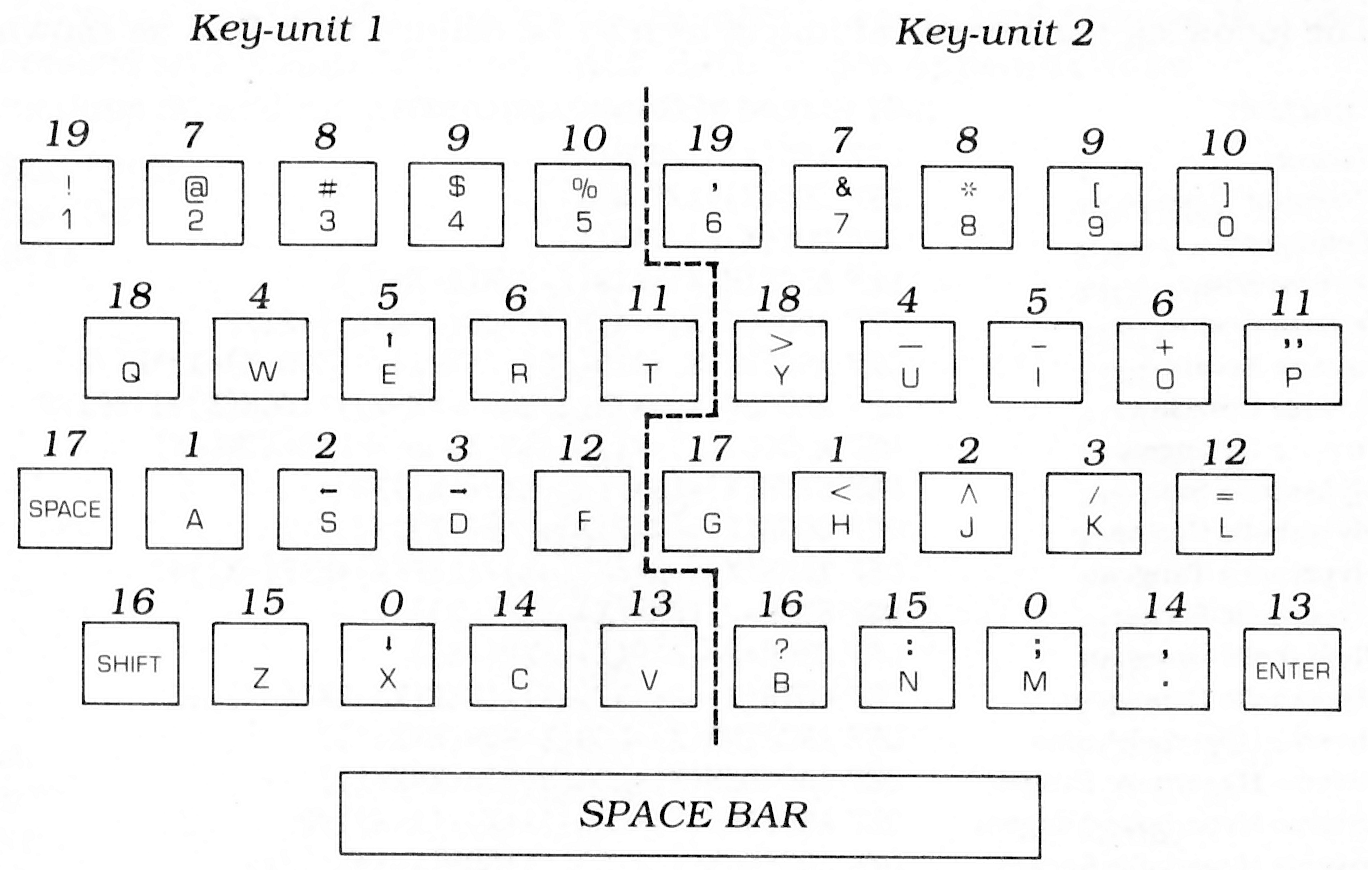 Key-unit 1 Key-unit 2
19 7 8 9 10 19 7 8 9 10
! @ # $ % ' & * [ ]
1 2 3 4 5 6 7 8 9 0
18 4 5 6 11 18 4 5 6 11
↑ > — – + "
Q W E R T Y U I O P
17 1 2 3 12 17 1 2 3 12
← → < ^ / =
SPACE A S D F G H J K L
16 15 0 14 13 16 15 0 14 13
↓ ? : ; ,
SHIFT Z X C V B N M . ENTER
SPACE BAR